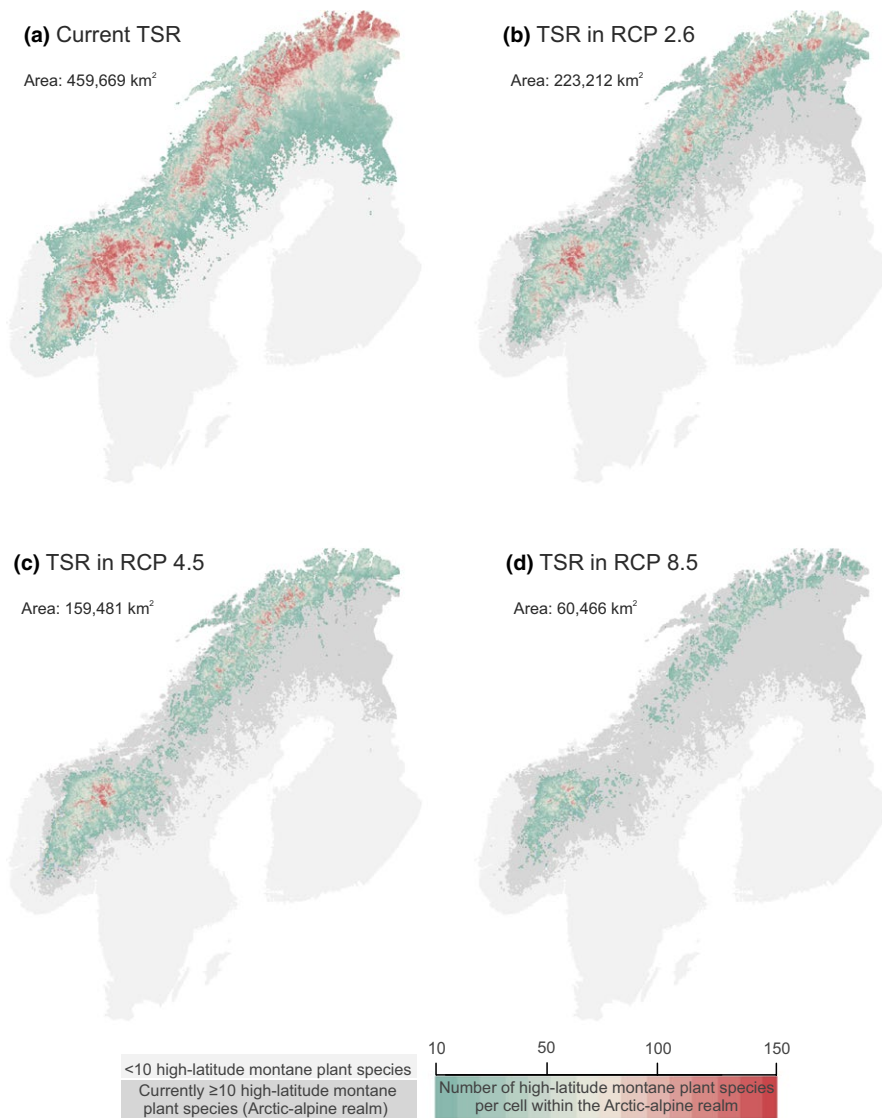 (a) Current TSR
Area: 459,669 km²
(b) TSR in RCP 2.6
Area: 223,212 km²
(c) TSR in RCP 4.5
Area: 159,481 km²
(d) TSR in RCP 8.5
Area: 60,466 km²
<10 high-latitude montane plant species
Currently ≥10 high-latitude montane
plant species (Arctic-alpine realm)
10 50 100 150
Number of high-latitude montane plant species
per cell within the Arctic-alpine realm